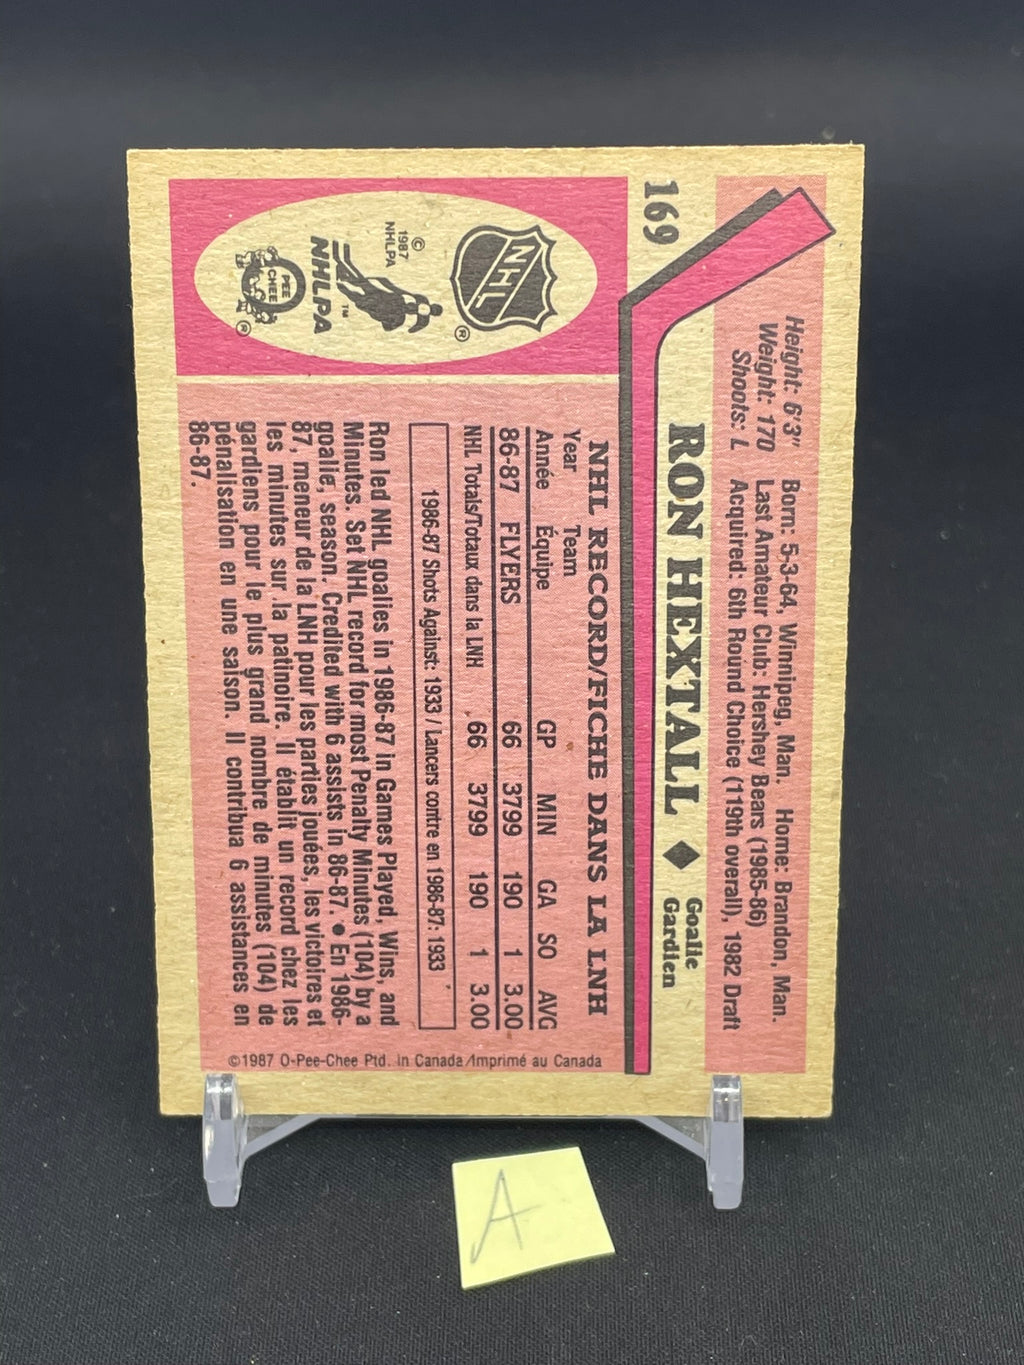 169
Height: 6'3" Born: 5-3-64, Winnipeg, Man. Home: Brandon, Man.
Weight: 170 Last Amateur Club: Hershey Bears (1985-86)
Shoots: L Acquired: 6th Round Choice (119th overall), 1982 Draft
RON HEXTALL ◆ Goalie
Gardien
NHL RECORD/FICHE DANS LA LNH
Year Team
Année Équipe GP MIN GA SO AVG
86-87 FLYERS 66 3799 190 1 3.00
NHL Totals/Totaux dans la LNH 66 3799 190 1 3.00
1986-87 Shots Against: 1933 / Lancers contre en 1986-87: 1933
Ron led NHL goalies in 1986-87 in Games Played, Wins, and
Minutes. Set NHL record for most Penalty Minutes (104) by a
goalie, season. Credited with 6 assists in 86-87. ● En 1986-
87, meneur de la LNH pour les parties jouées, les victoires et
les minutes sur la patinoire. Il établit un record chez les
gardiens pour le plus grand nombre de minutes (104) de
pénalisation en une saison. Il contribua 6 assistances en
86-87.
NHL
®
© 1987
NHLPA
™
NHLPA
O
PEE
CHEE
®
©1987 O-Pee-Chee Ptd. in Canada/Imprimé au Canada
A